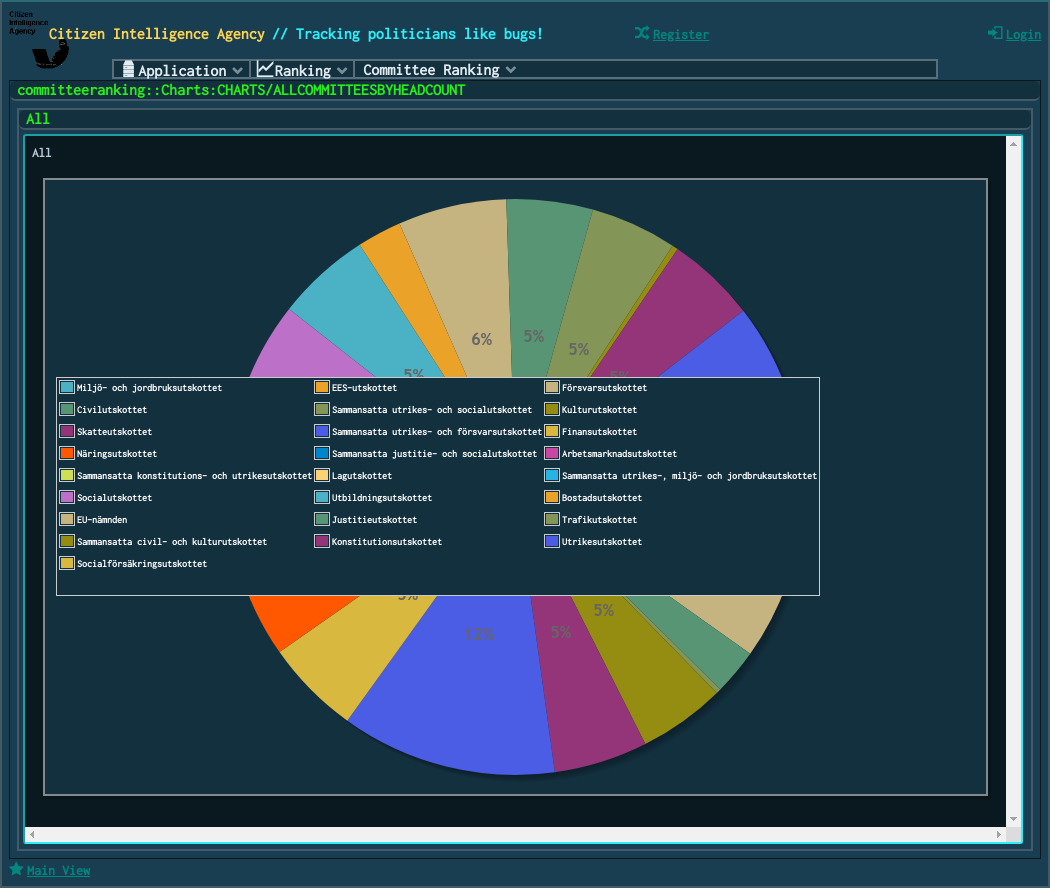 Citizen
Intelligence
Agency
Citizen Intelligence Agency // Tracking politicians like bugs!
Register
Login
Application
Ranking
Committee Ranking
committeeranking::Charts:CHARTS/ALLCOMMITTEESBYHEADCOUNT
All
All
6%
5%
5%
5%
5%
Miljö- och jordbruksutskottet
EES-utskottet
Försvarsutskottet
Civilutskottet
Sammansatta utrikes- och socialutskottet
Kulturutskottet
Skatteutskottet
Sammansatta utrikes- och försvarsutskottet
Finansutskottet
Näringsutskottet
Sammansatta justitie- och socialutskottet
Arbetsmarknadsutskottet
Sammansatta konstitutions- och utrikesutskottet
Lagutskottet
Sammansatta utrikes-, miljö- och jordbruksutskottet
Socialutskottet
Utbildningsutskottet
Bostadsutskottet
EU-nämnden
Justitieutskottet
Trafikutskottet
Sammansatta civil- och kulturutskottet
Konstitutionsutskottet
Utrikesutskottet
Socialförsäkringsutskottet
5%
12%
5%
Main View